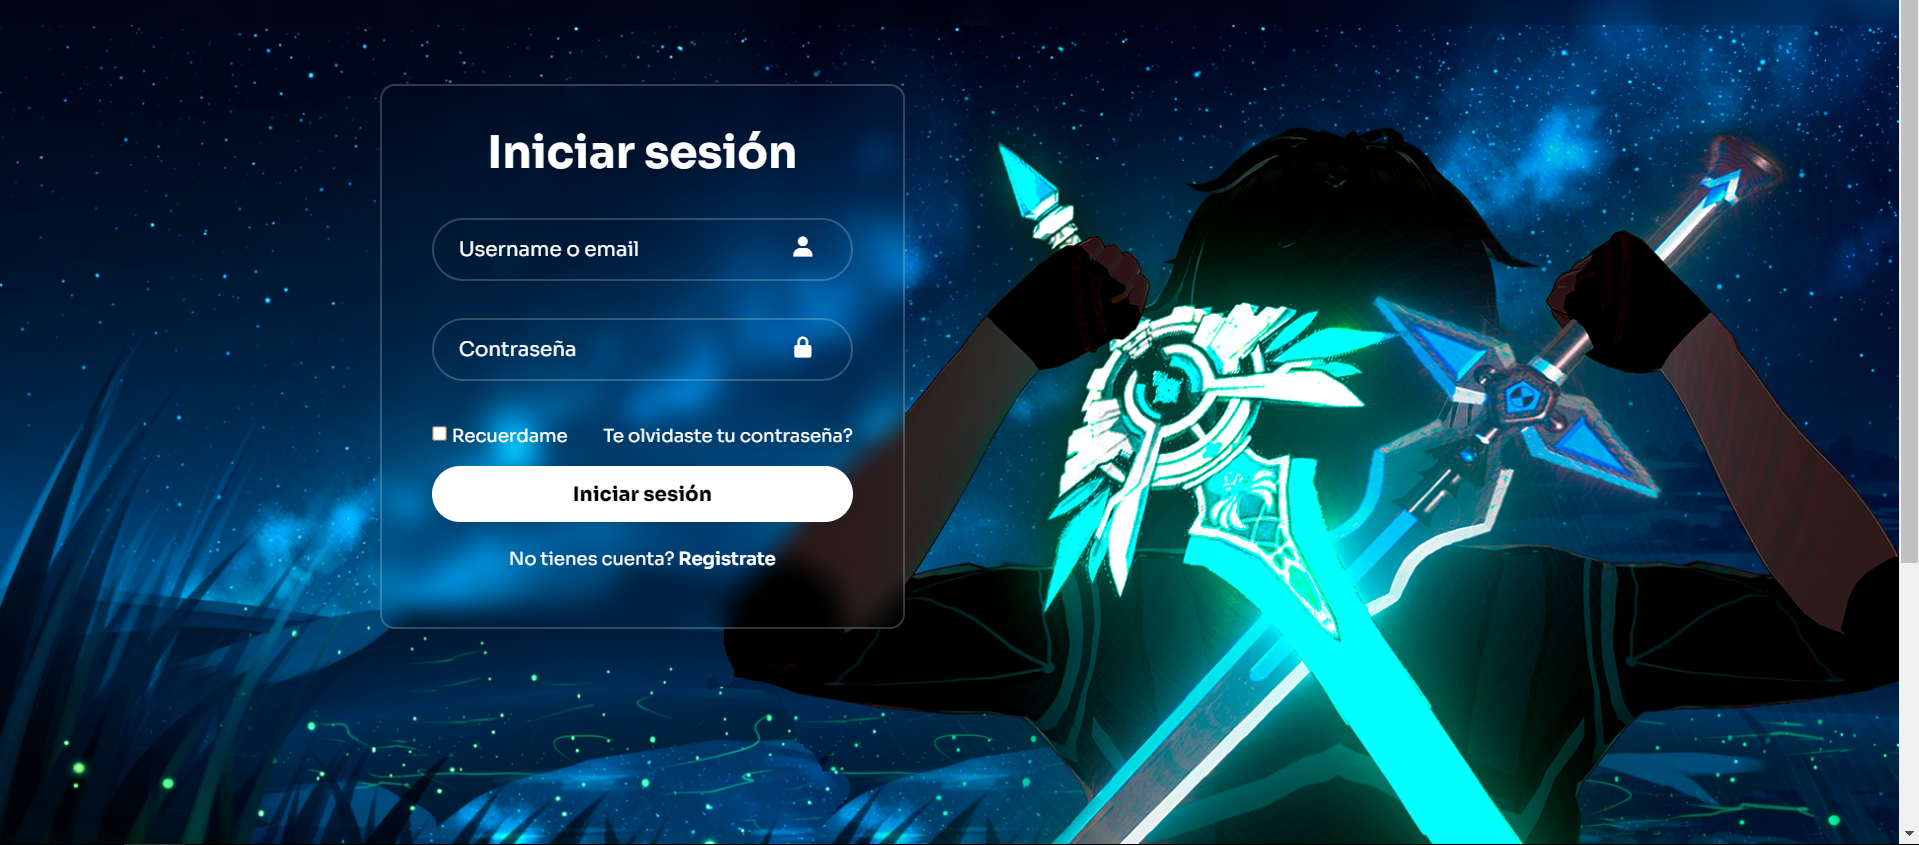 Iniciar sesión
Username o email
Contraseña
Recuerdame Te olvidaste tu contraseña?
Iniciar sesión
No tienes cuenta? Registrate